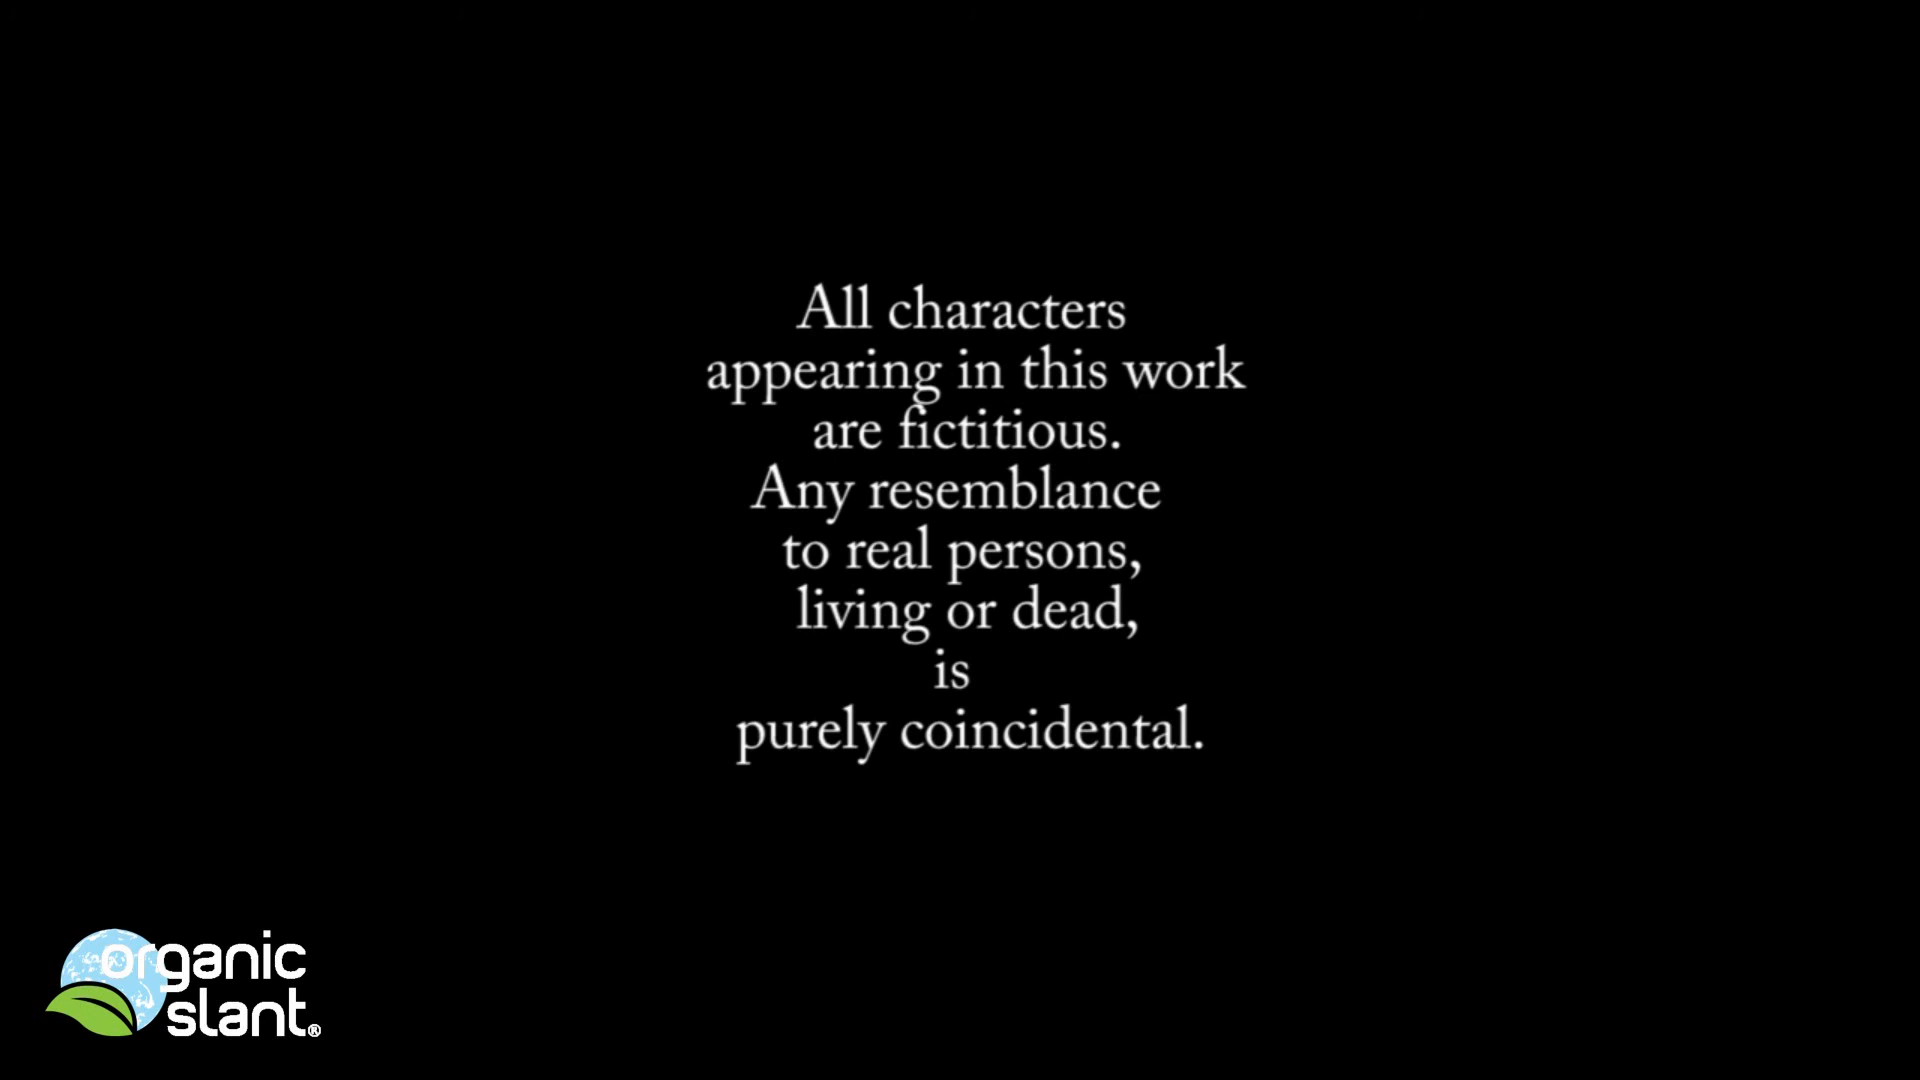 All characters
appearing in this work
are fictitious.
Any resemblance
to real persons,
living or dead,
is
purely coincidental.
organic
slant®